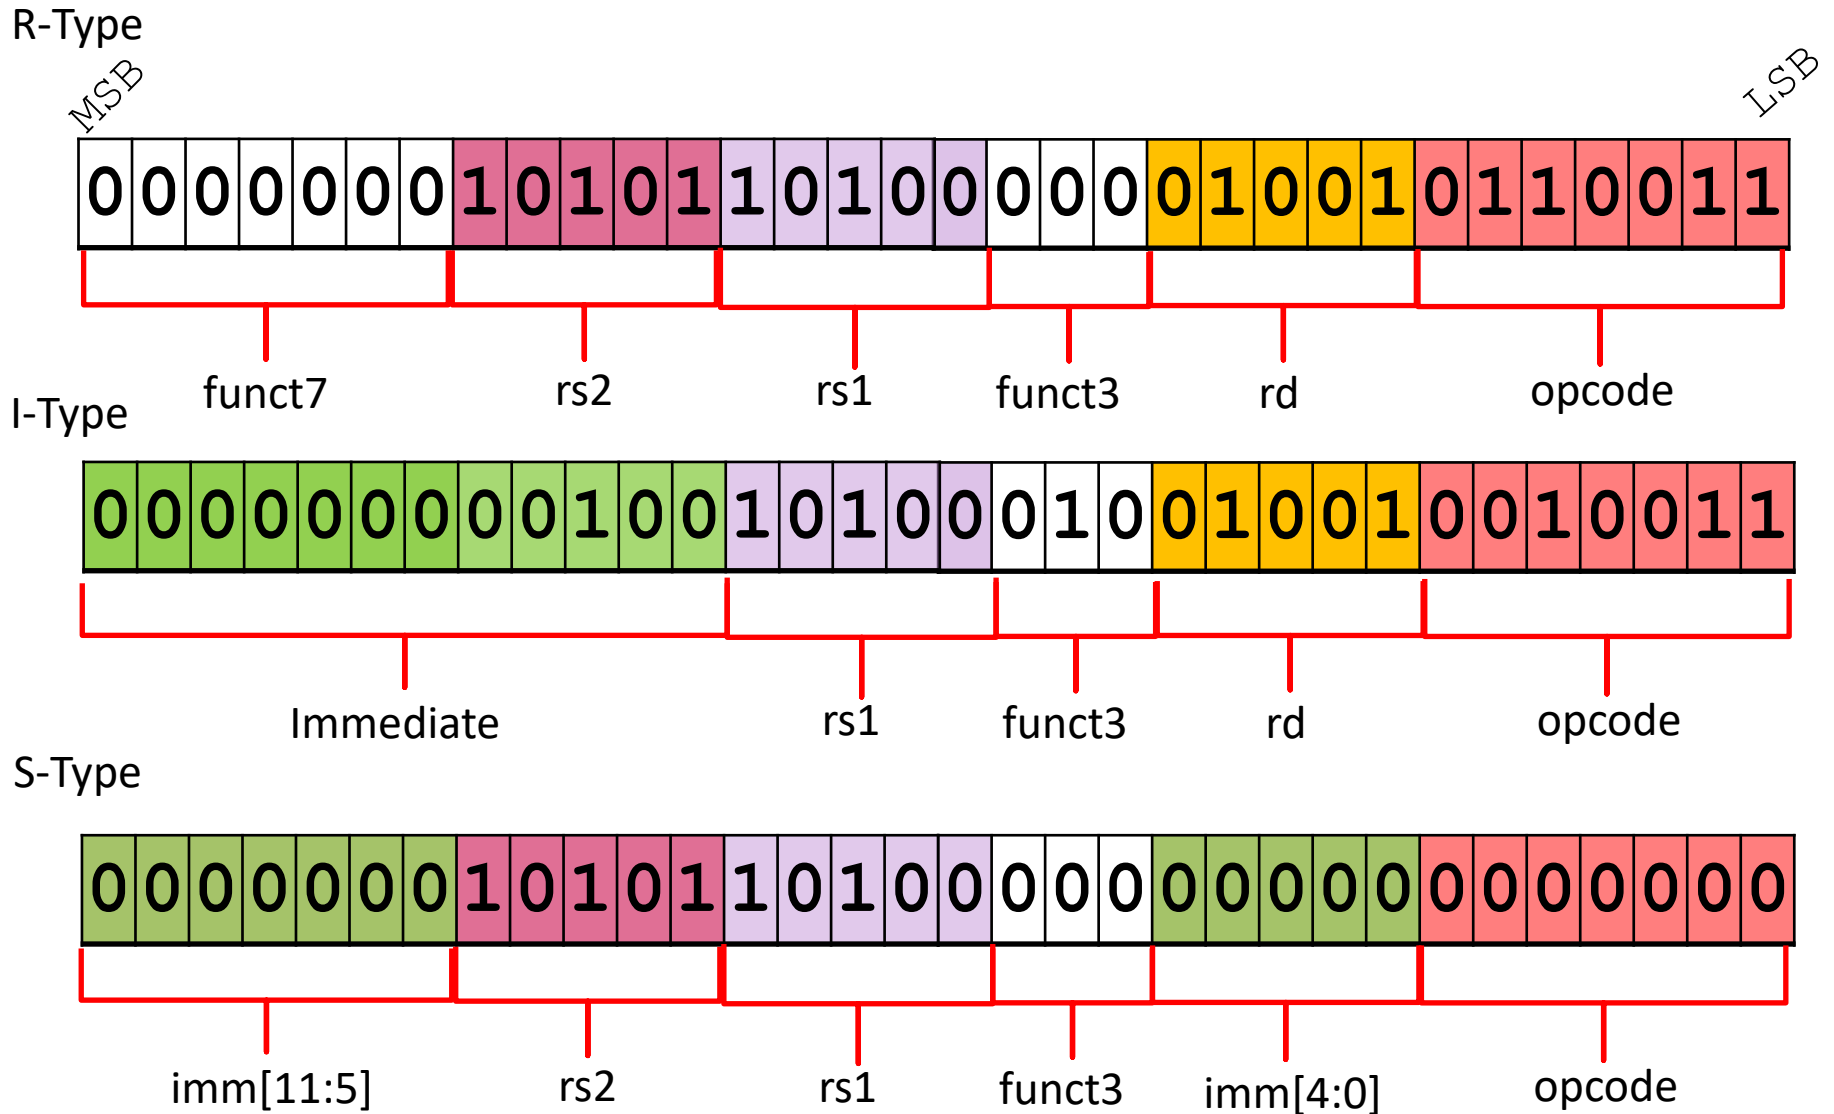 R-Type
MSB LSB
0 0 0 0 0 0 0 1 0 1 0 1 1 0 1 0 0 0 0 0 0 1 0 0 1 0 1 1 0 0 1 1
funct7 rs2 rs1 funct3 rd opcode
I-Type
0 0 0 0 0 0 0 0 0 1 0 0 1 0 1 0 0 0 1 0 0 1 0 0 1 0 0 1 0 0 1 1
Immediate rs1 funct3 rd opcode
S-Type
0 0 0 0 0 0 0 1 0 1 0 1 1 0 1 0 0 0 0 0 0 0 0 0 0 0 0 0 0 0 0 0
imm[11:5] rs2 rs1 funct3 imm[4:0] opcode